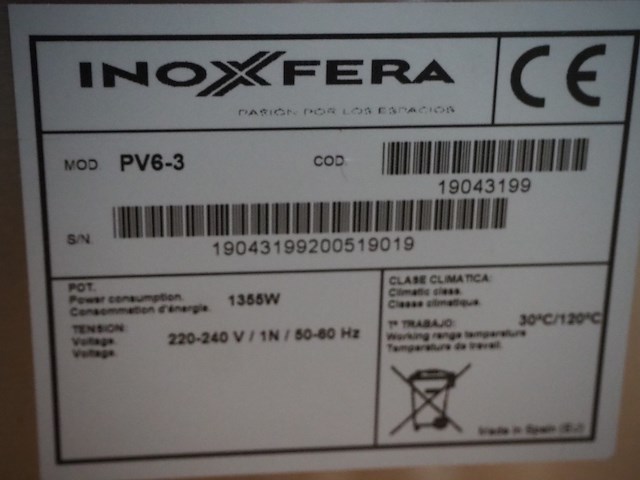 INOXFERA
PASIÓN POR LOS ESPACIOS
CE
MOD. PV6-3
COD.
19043199
S/N.
19043199200519019
POT.
Power consumption. 1355W
Consommation d'énergie.
TENSION:
Voltage. 220-240 V / 1N / 50-60 Hz
Voltage.
CLASE CLIMATICA:
Climatic class.
Classe climatique.
Tª TRABAJO: 30ºC/120ºC
Working range temperature
Temperature de travail.
Made in Spain (EU)